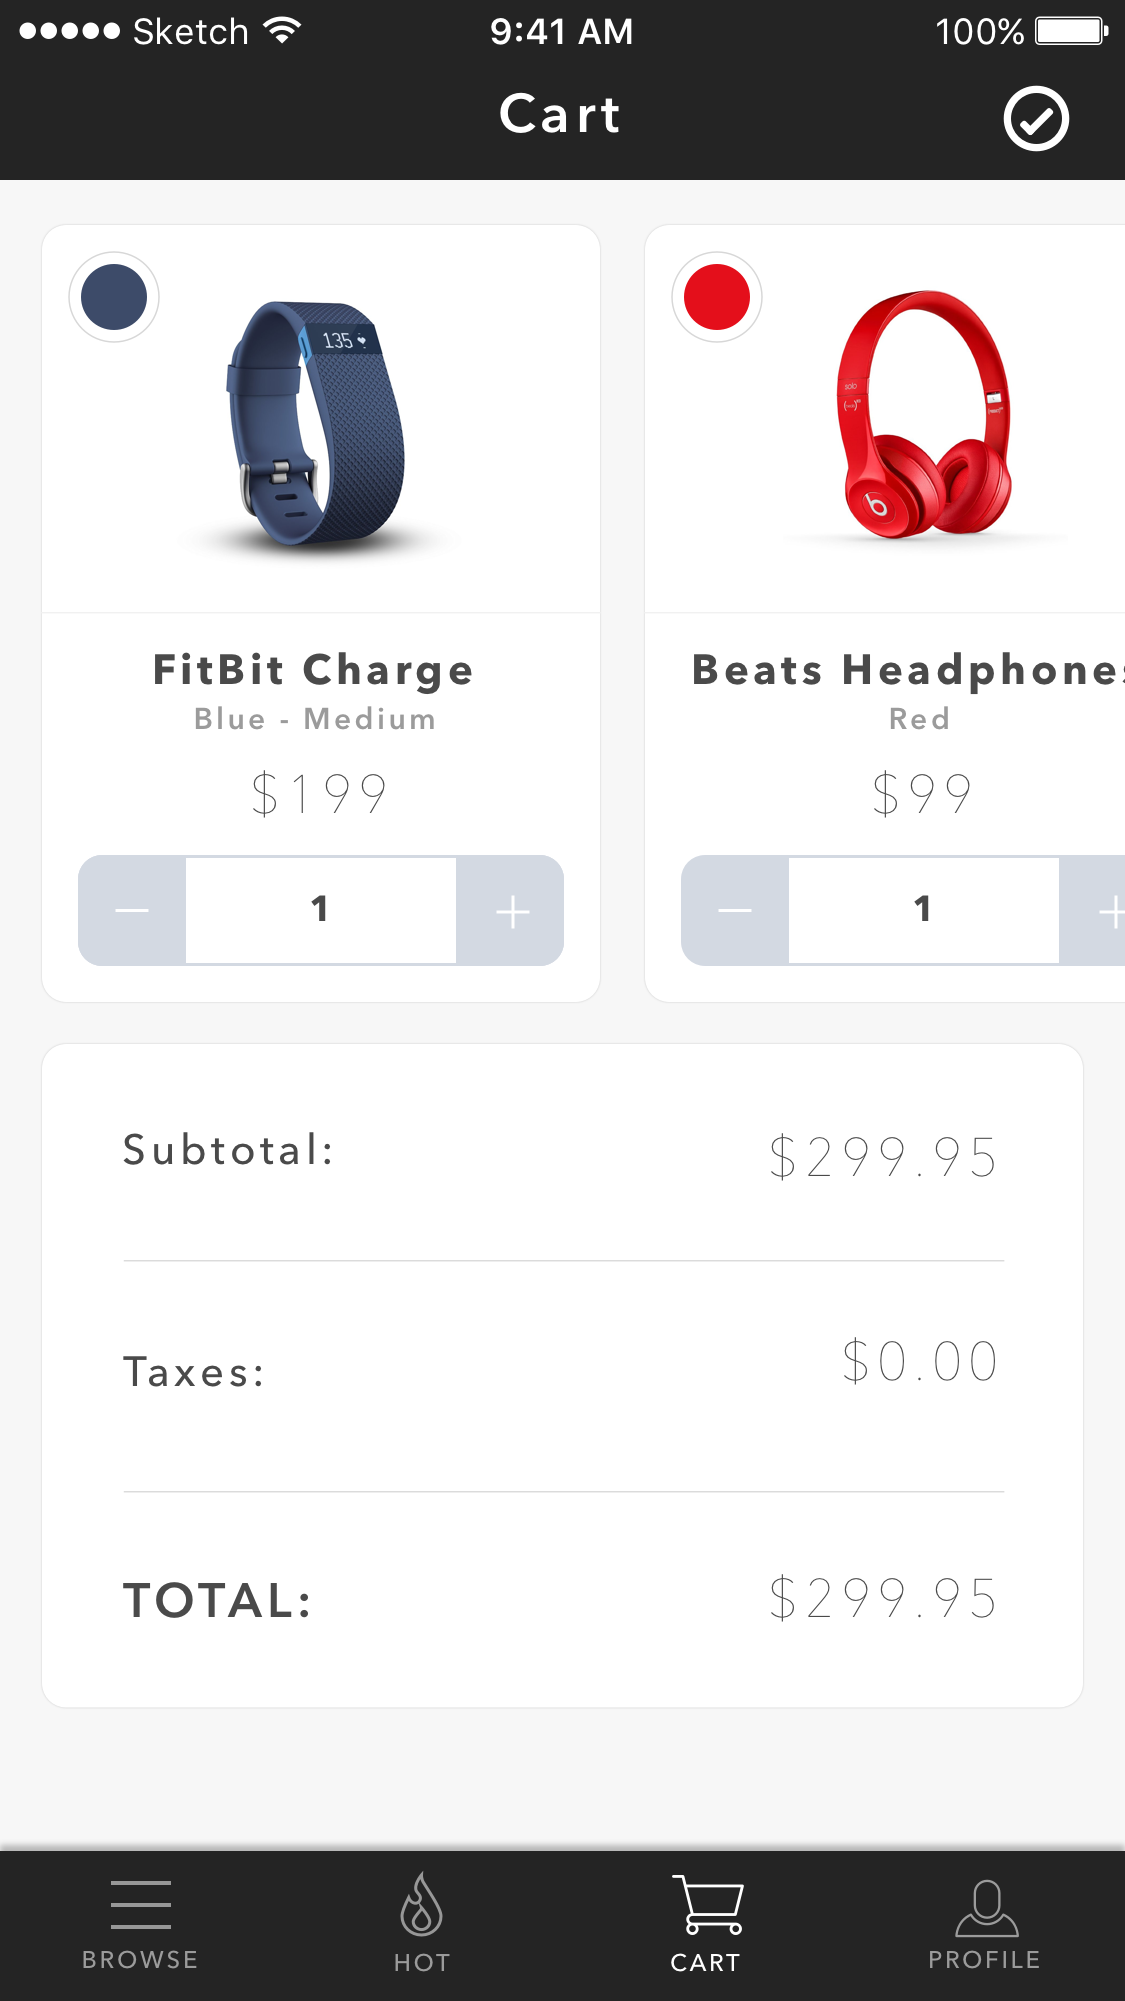 Sketch 9:41 AM 100%
Cart
135
solo
b
FitBit Charge
Blue - Medium
$199
1
Beats Headphones
Red
$99
1
Subtotal: $299.95
Taxes: $0.00
TOTAL: $299.95
BROWSE HOT CART PROFILE